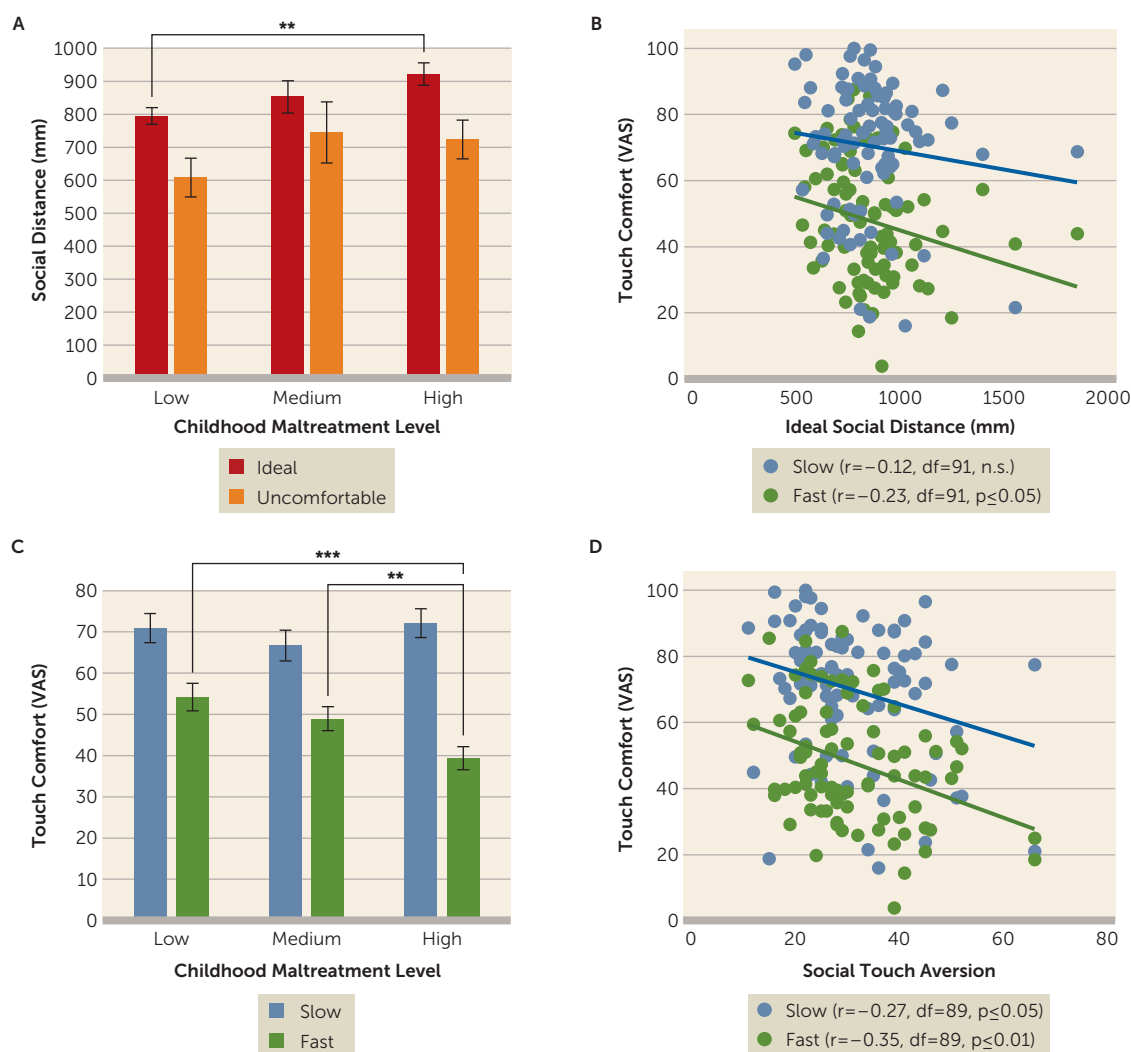 A
**
Social Distance (mm)
1000
900
800
700
600
500
400
300
200
100
0
Low Medium High
Childhood Maltreatment Level
Ideal
Uncomfortable
B
Touch Comfort (VAS)
100
80
60
40
20
0
0 500 1000 1500 2000
Ideal Social Distance (mm)
Slow (r=−0.12, df=91, n.s.)
Fast (r=−0.23, df=91, p≤0.05)
C
***
**
Touch Comfort (VAS)
80
70
60
50
40
30
20
10
0
Low Medium High
Childhood Maltreatment Level
Slow
Fast
D
Touch Comfort (VAS)
100
80
60
40
20
0
0 20 40 60 80
Social Touch Aversion
Slow (r=−0.27, df=89, p≤0.05)
Fast (r=−0.35, df=89, p≤0.01)